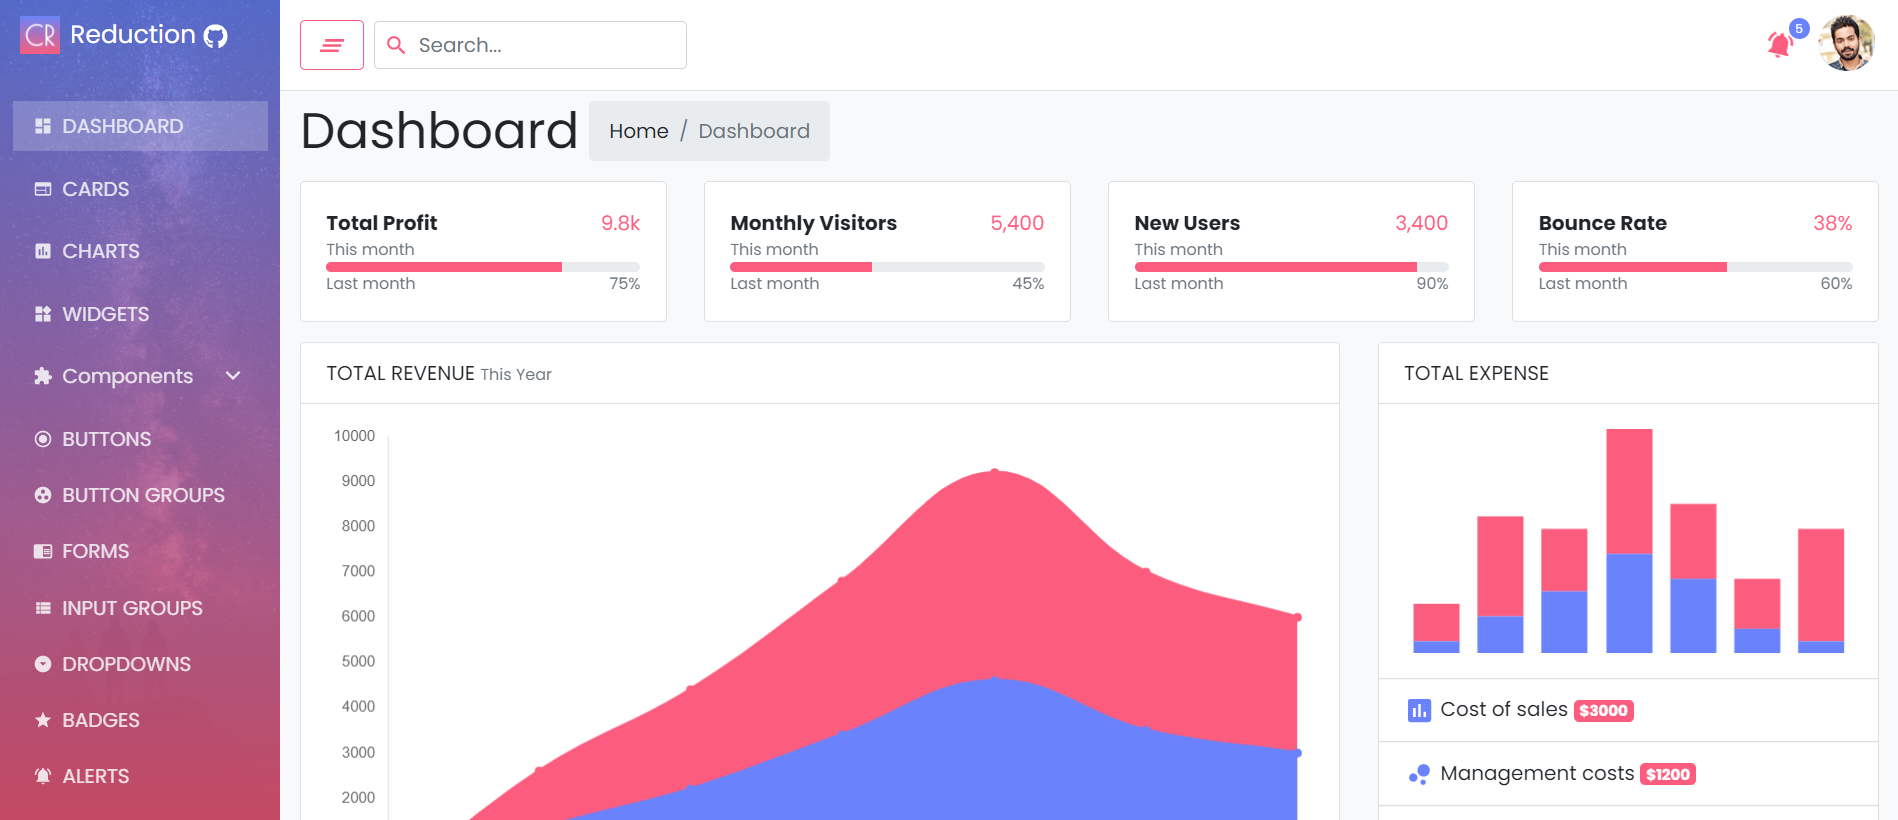 CR Reduction
Search...
5
DASHBOARD
CARDS
CHARTS
WIDGETS
Components
BUTTONS
BUTTON GROUPS
FORMS
INPUT GROUPS
DROPDOWNS
BADGES
ALERTS
Dashboard
Home / Dashboard
Total Profit 9.8k
This month
Last month 75%
Monthly Visitors 5,400
This month
Last month 45%
New Users 3,400
This month
Last month 90%
Bounce Rate 38%
This month
Last month 60%
TOTAL REVENUE This Year
10000
9000
8000
7000
6000
5000
4000
3000
2000
TOTAL EXPENSE
Cost of sales $3000
Management costs $1200